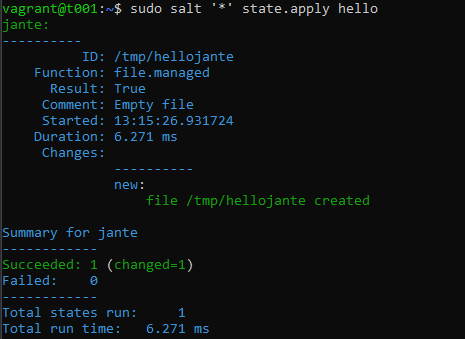 vagrant@t001:~$ sudo salt '*' state.apply hello
jante:
----------
          ID: /tmp/hellojante
    Function: file.managed
      Result: True
     Comment: Empty file
     Started: 13:15:26.931724
    Duration: 6.271 ms
     Changes:
              ----------
              new:
                  file /tmp/hellojante created

Summary for jante
------------
Succeeded: 1 (changed=1)
Failed:    0
------------
Total states run:     1
Total run time:   6.271 ms